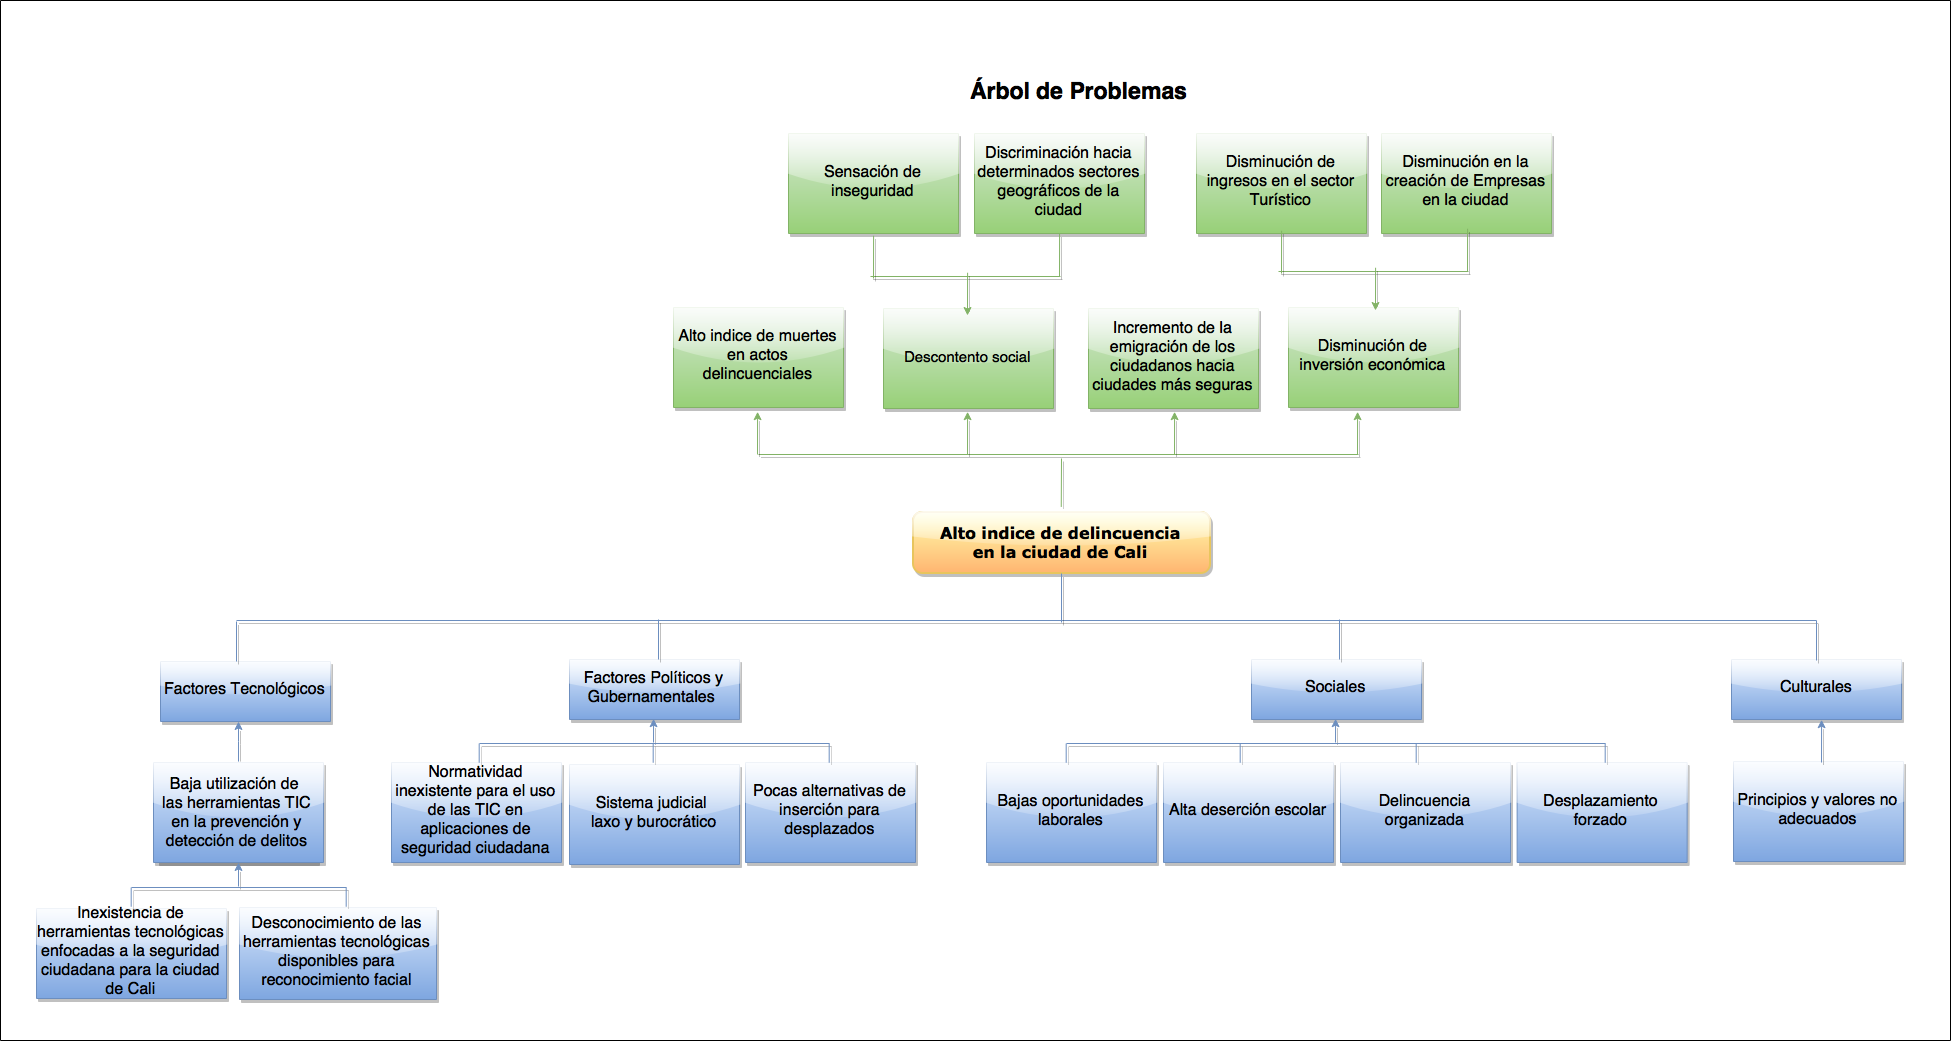 Árbol de Problemas
Sensación de
inseguridad
Discriminación hacia
determinados sectores
geográficos de la
ciudad
Disminución de
ingresos en el sector
Turístico
Disminución en la
creación de Empresas
en la ciudad
Alto indice de muertes
en actos
delincuenciales
Descontento social
Incremento de la
emigración de los
ciudadanos hacia
ciudades más seguras
Disminución de
inversión económica
Alto indice de delincuencia
en la ciudad de Cali
Factores Tecnológicos
Factores Políticos y
Gubernamentales
Sociales
Culturales
Baja utilización de
las herramientas TIC
en la prevención y
detección de delitos
Normatividad
inexistente para el uso
de las TIC en
aplicaciones de
seguridad ciudadana
Sistema judicial
laxo y burocrático
Pocas alternativas de
inserción para
desplazados
Bajas oportunidades
laborales
Alta deserción escolar
Delincuencia
organizada
Desplazamiento
forzado
Principios y valores no
adecuados
Inexistencia de
herramientas tecnológicas
enfocadas a la seguridad
ciudadana para la ciudad
de Cali
Desconocimiento de las
herramientas tecnológicas
disponibles para
reconocimiento facial